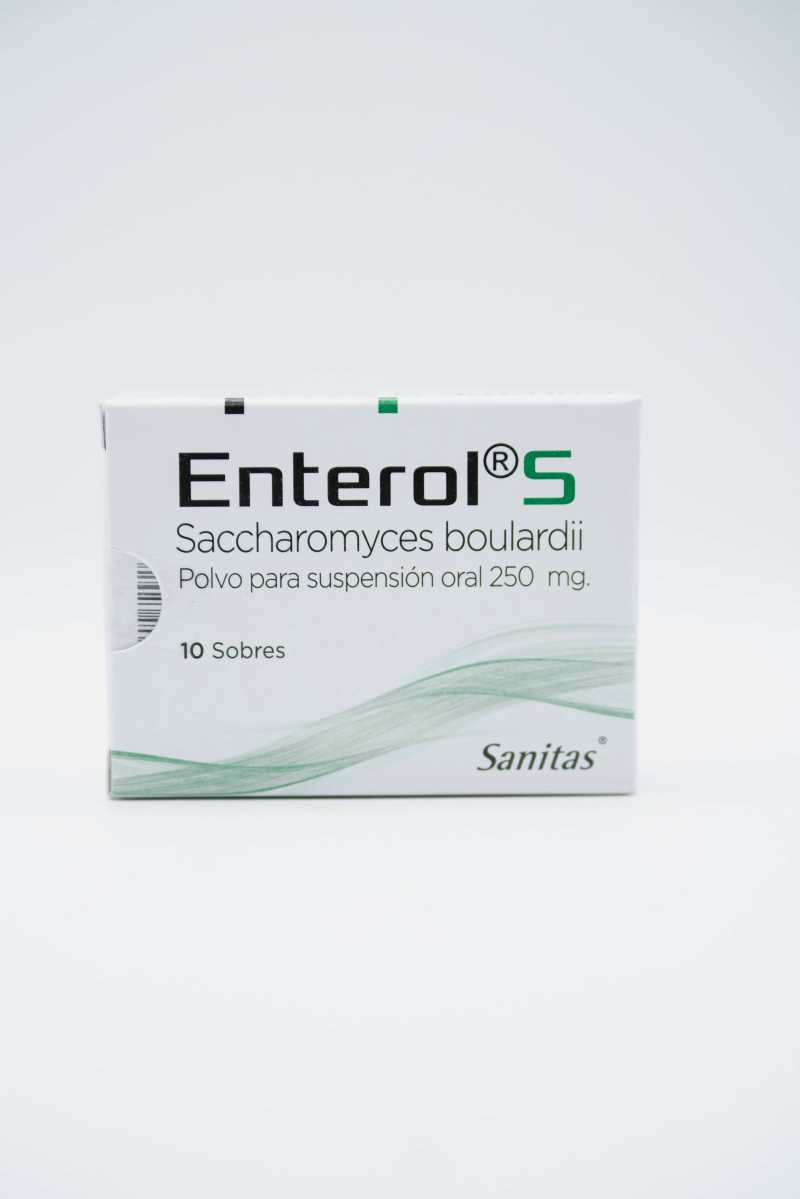 Enterol®S
Saccharomyces boulardii
Polvo para suspensión oral 250 mg.
10 Sobres
Sanitas®